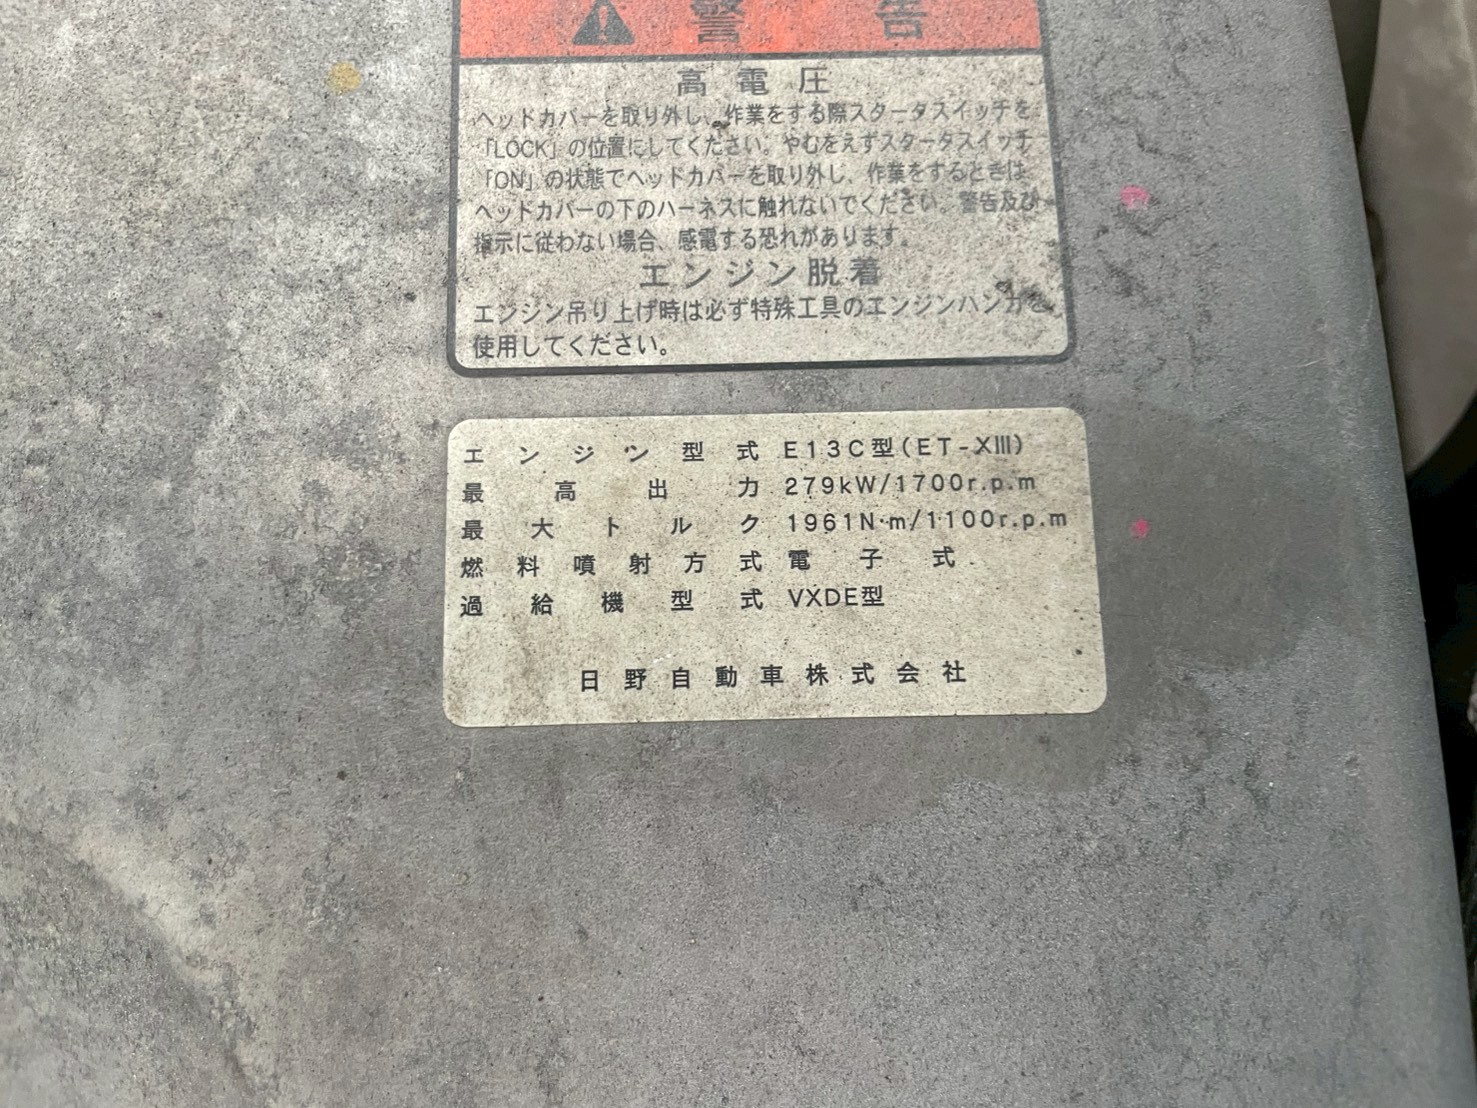 警告
高電圧
ヘッドカバーを取り外し、作業をする際スタータスイッチを
「LOCK」の位置にしてください。やむをえずスタータスイッチ
「ON」の状態でヘッドカバーを取り外し、作業をするときは
ヘッドカバーの下のハーネスに触れないでください。警告及び
指示に従わない場合、感電する恐れがあります。
エンジン脱着
エンジン吊り上げ時は必ず特殊工具のエンジンハンガを
使用してください。
エンジン型式 E13C型(ET-XIII)
最高出力 279kW/1700r.p.m
最大トルク 1961N·m/1100r.p.m
燃料噴射方式 電子式
過給機型式 VXDE型
日野自動車株式会社